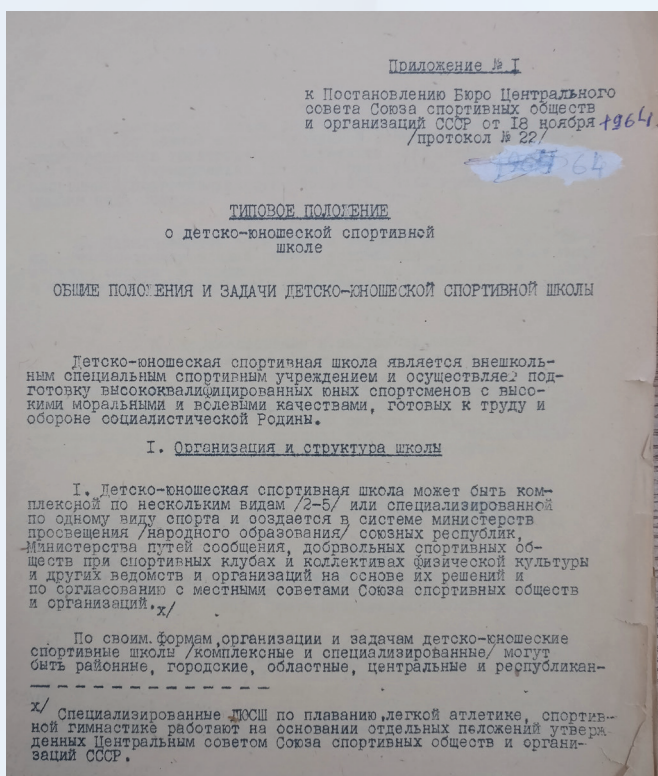 Приложение № I
к Постановлению Бюро Центрального
совета Союза спортивных обществ
и организаций СССР от I8 ноября 1964
/протокол № 22/
64
ТИПОВОЕ ПОЛОЖЕНИЕ
о детско-юношеской спортивной
школе
ОБЩИЕ ПОЛОЖЕНИЯ И ЗАДАЧИ ДЕТСКО-ЮНОШЕСКОЙ СПОРТИВНОЙ ШКОЛЫ
Детско-юношеская спортивная школа является внешколь-
ным специальным спортивным учреждением и осуществляет под-
готовку высококвалифицированных юных спортсменов с высо-
кими моральными и волевыми качествами, готовых к труду и
обороне социалистической Родины.
I. Организация и структура школы
I. Детско-юношеская спортивная школа может быть ком-
плексной по нескольким видам /2-5/ или специализированной
по одному виду спорта и создается в системе министерств
просвещения /народного образования/ союзных республик,
Министерства путей сообщения, добрвольных спортивных об-
ществ при спортивных клубах и коллективах физической культуры
и других ведомств и организаций на основе их решений и
по сргласованию с местными советами Союза спортивных обществ
и организаций.х/
По своим формам,организации и задачам детско-юношеские
спортивные школы /комплексные и специализированные/ могут
быть районные, городские, областные, центральные и республикан-
х/
Специализированные ДЮСШ по плаванию,легкой атлетике, спортив-
ной гимнастике работают на основании отдельных пележений утверж-
денных Центральным советом Союза спортивных обществ и органи-
заций СССР.